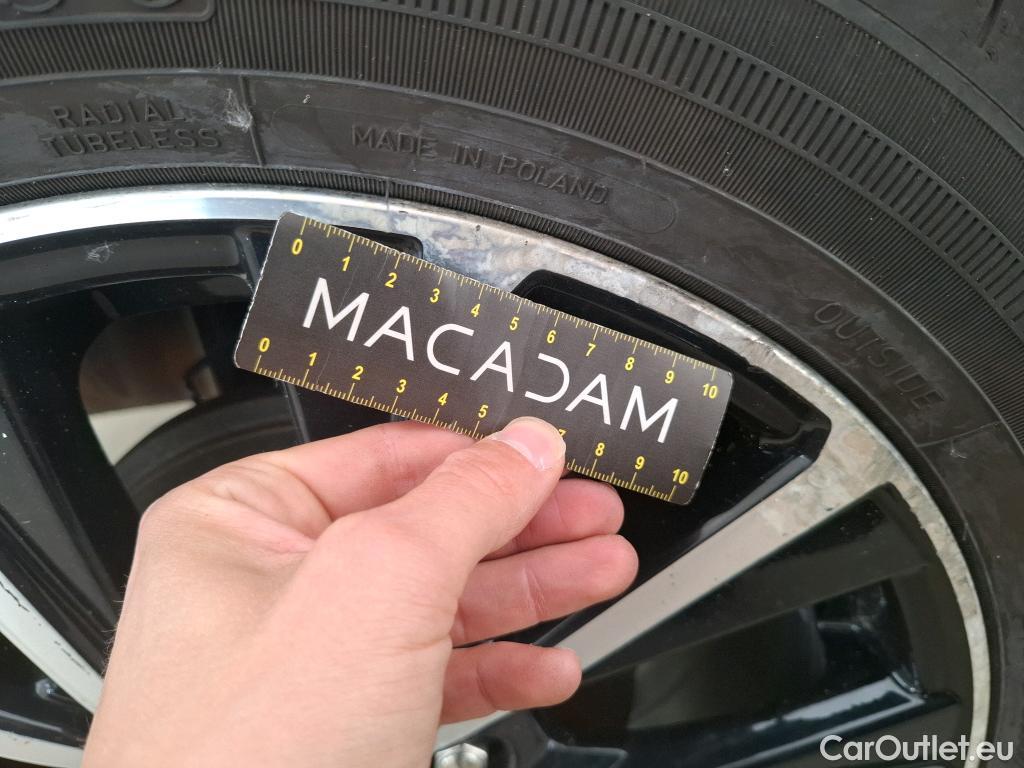 RADIAL
TUBELESS
MADE IN POLAND
OUTSIDE
0 1 2 3 4 5 6 7 8 9 10
MACADAM
0 1 2 3 4 5 7 8 9 10
CarOutlet.eu